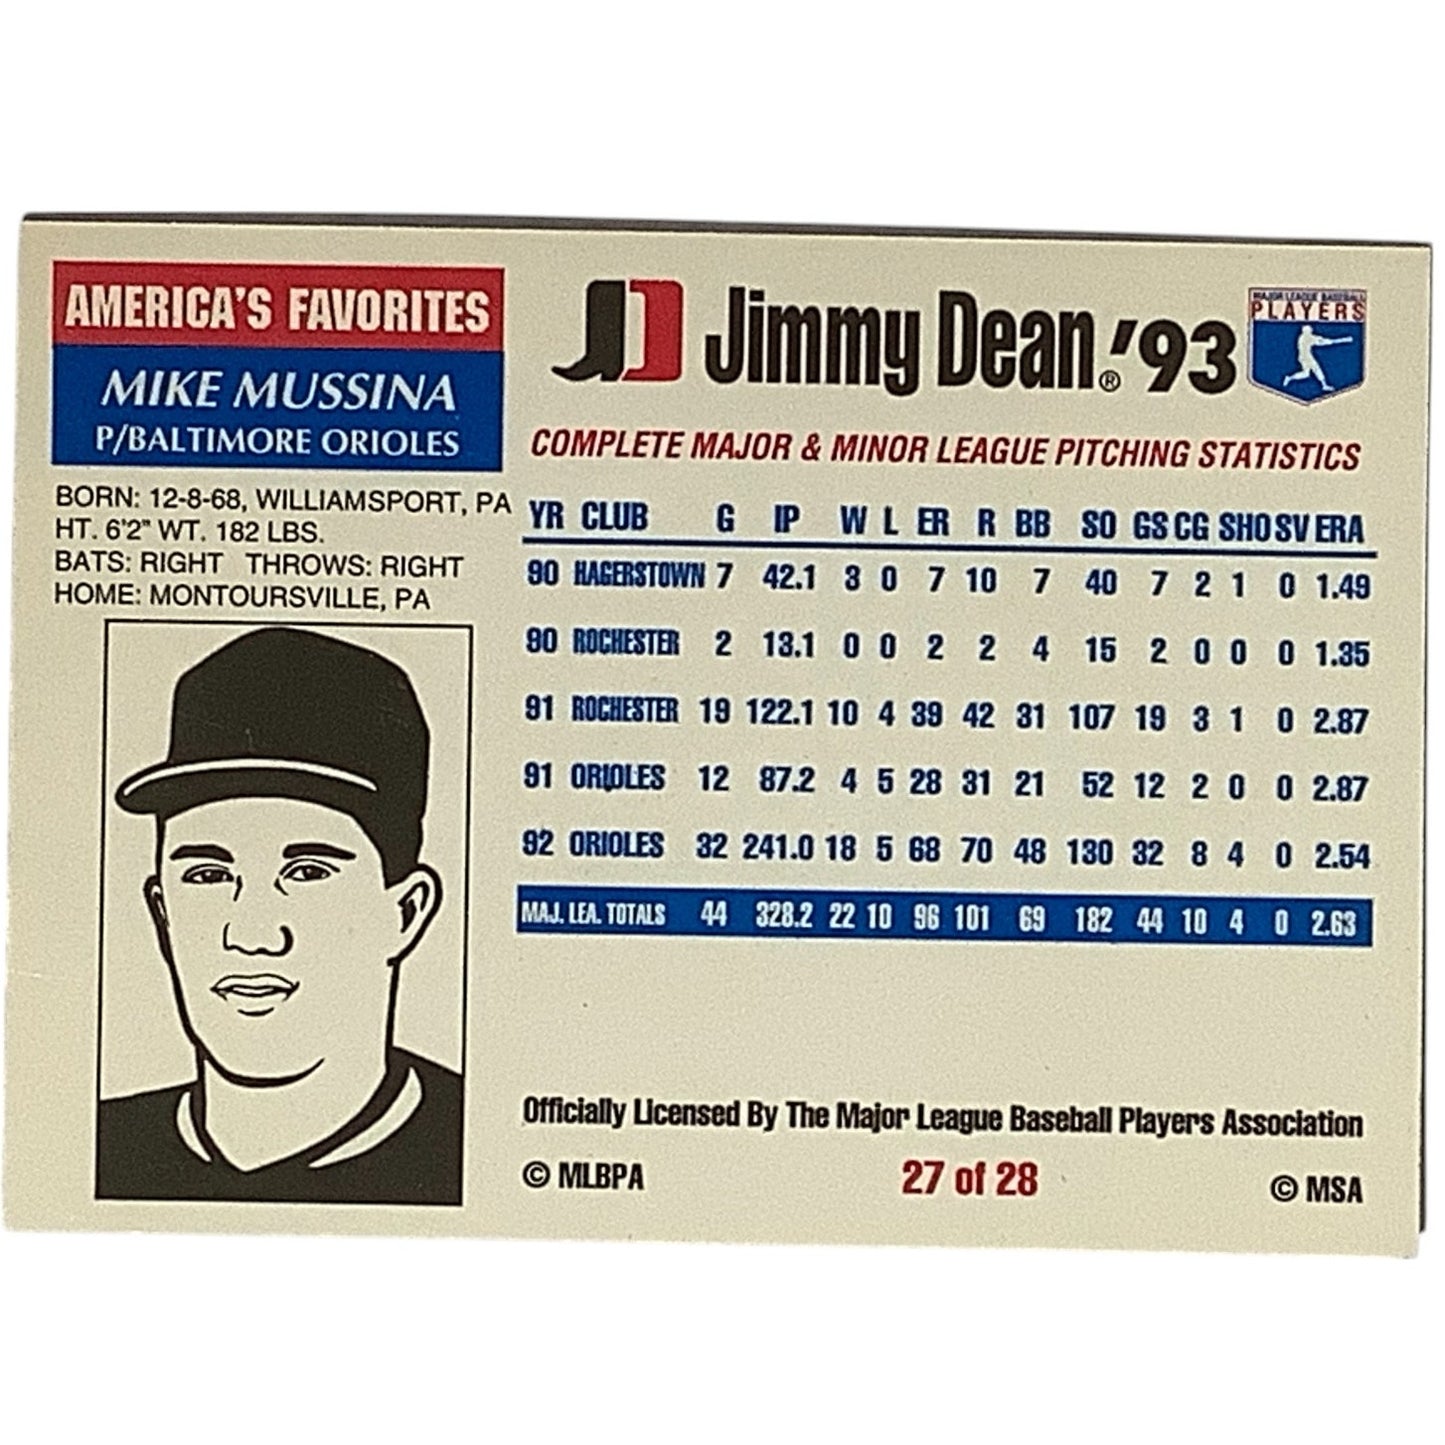 AMERICA'S FAVORITES
MIKE MUSSINA
P/BALTIMORE ORIOLES
BORN: 12-8-68, WILLIAMSPORT, PA
HT. 6'2" WT. 182 LBS.
BATS: RIGHT THROWS: RIGHT
HOME: MONTOURSVILLE, PA
Jimmy Dean® '93
MAJOR LEAGUE BASEBALL
PLAYERS
COMPLETE MAJOR & MINOR LEAGUE PITCHING STATISTICS
YR CLUB G IP W L ER R BB SO GS CG SHO SV ERA
90 HAGERSTOWN 7 42.1 3 0 7 10 7 40 7 2 1 0 1.49
90 ROCHESTER 2 13.1 0 0 2 2 4 15 2 0 0 0 1.35
91 ROCHESTER 19 122.1 10 4 39 42 31 107 19 3 1 0 2.87
91 ORIOLES 12 87.2 4 5 28 31 21 52 12 2 0 0 2.87
92 ORIOLES 32 241.0 18 5 68 70 48 130 32 8 4 0 2.54
MAJ. LEA. TOTALS 44 328.2 22 10 96 101 69 182 44 10 4 0 2.63
Officially Licensed By The Major League Baseball Players Association
© MLBPA 27 of 28 © MSA